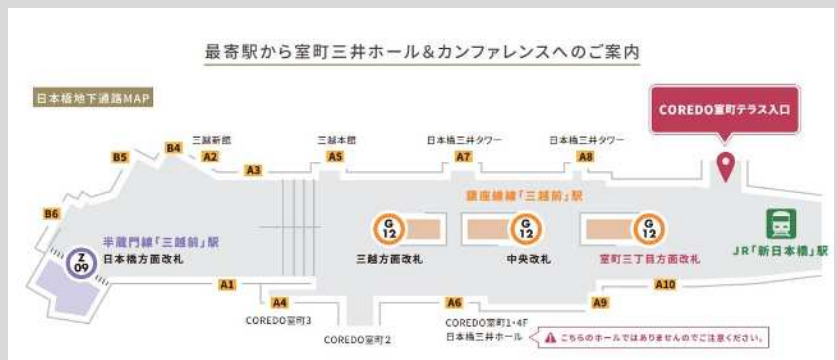 最寄駅から室町三井ホール&カンファレンスへのご案内
日本橋地下通路MAP
COREDO室町テラス入口
三越新館
三越本館
日本橋三井タワー
日本橋三井タワー
B6
B5
B4
A2
A3
A5
A7
A8
銀座線線「三越前」駅
半蔵門線「三越前」駅
日本橋方面改札
Z
09
G
12
三越方面改札
G
12
中央改札
G
12
室町三丁目方面改札
JR「新日本橋」駅
A1
A4
A6
A9
A10
COREDO室町3
COREDO室町2
COREDO室町1・4F
日本橋三井ホール
こちらのホールではありませんのでご注意ください。